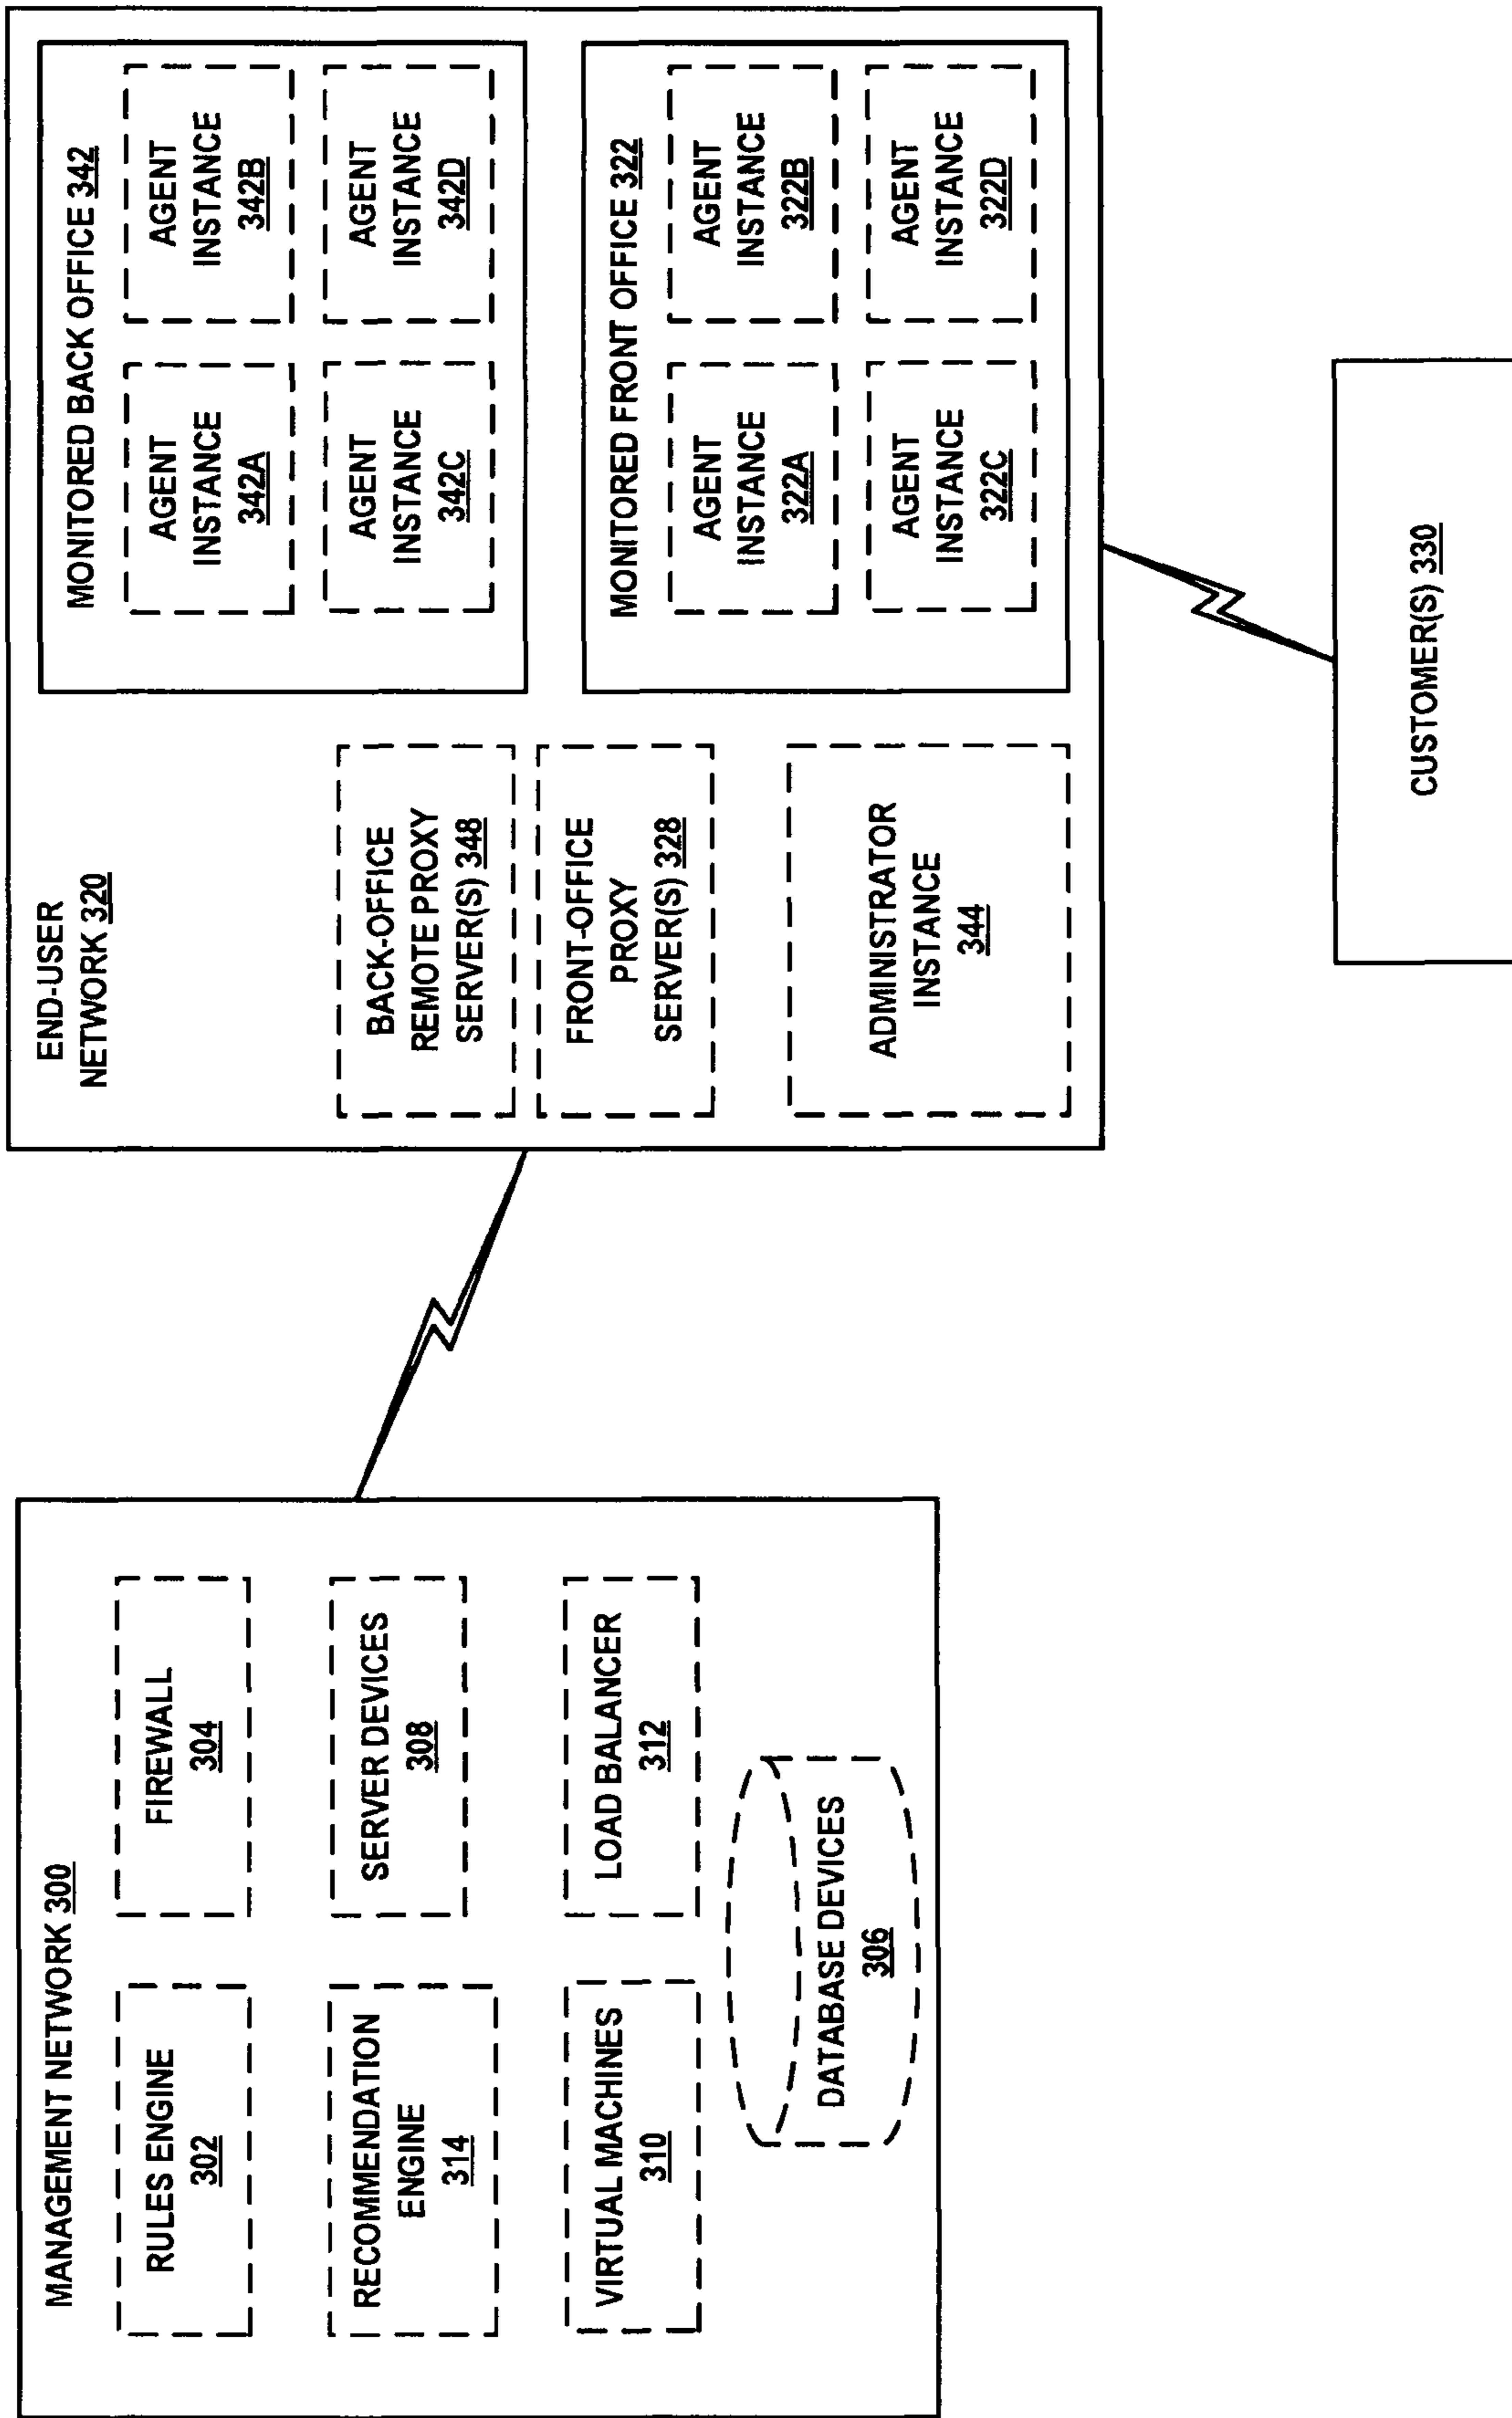 MANAGEMENT NETWORK 300
RULES ENGINE
302
FIREWALL
304
RECOMMENDATION
ENGINE
314
SERVER DEVICES
308
VIRTUAL MACHINES
310
LOAD BALANCER
312
DATABASE DEVICES
306
END-USER
NETWORK 320
BACK-OFFICE
REMOTE PROXY
SERVER(S) 348
FRONT-OFFICE
PROXY
SERVER(S) 328
ADMINISTRATOR
INSTANCE
344
MONITORED BACK OFFICE 342
AGENT
INSTANCE
342A
AGENT
INSTANCE
342B
AGENT
INSTANCE
342C
AGENT
INSTANCE
342D
MONITORED FRONT OFFICE 322
AGENT
INSTANCE
322A
AGENT
INSTANCE
322B
AGENT
INSTANCE
322C
AGENT
INSTANCE
322D
CUSTOMER(S) 330